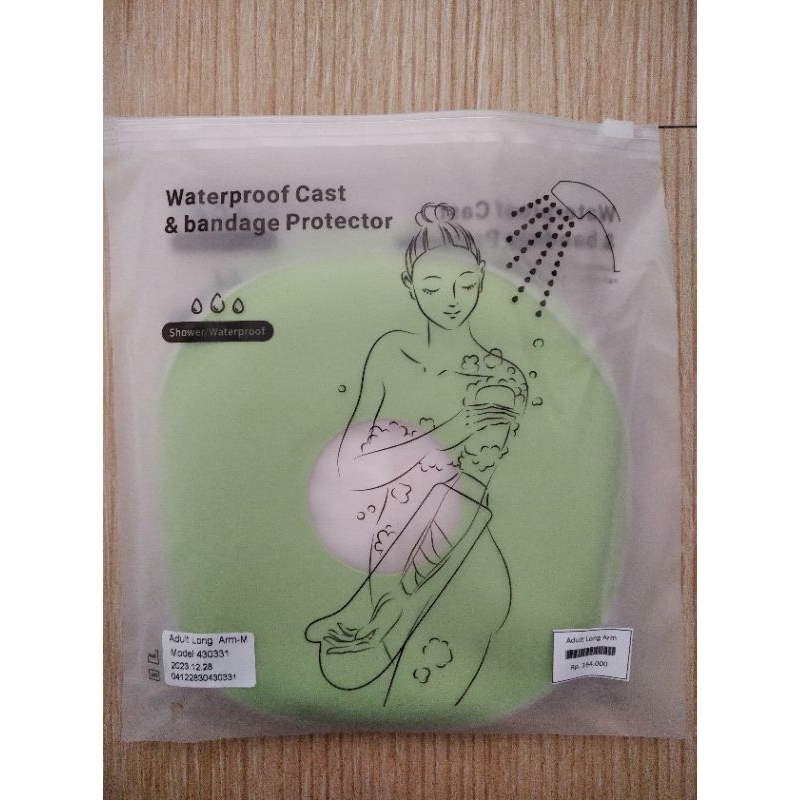 Waterproof Cast
& bandage Protector
Shower/Waterproof
Adult Long Arm-M
Model 430331
2023.12.28
04122830430331
Adult Long Arm
Rp. 164.000